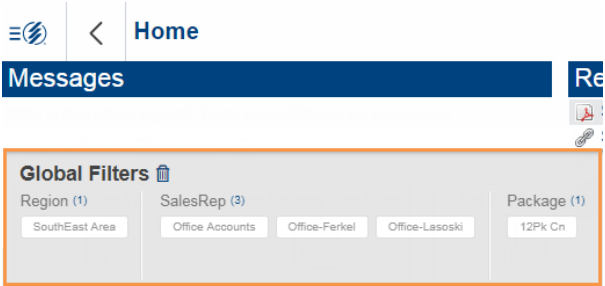 Home
Messages
Re
Global Filters
Region (1)
SalesRep (3)
Package (1)
SouthEast Area
Office Accounts
Office-Ferkel
Office-Lasoski
12Pk Cn